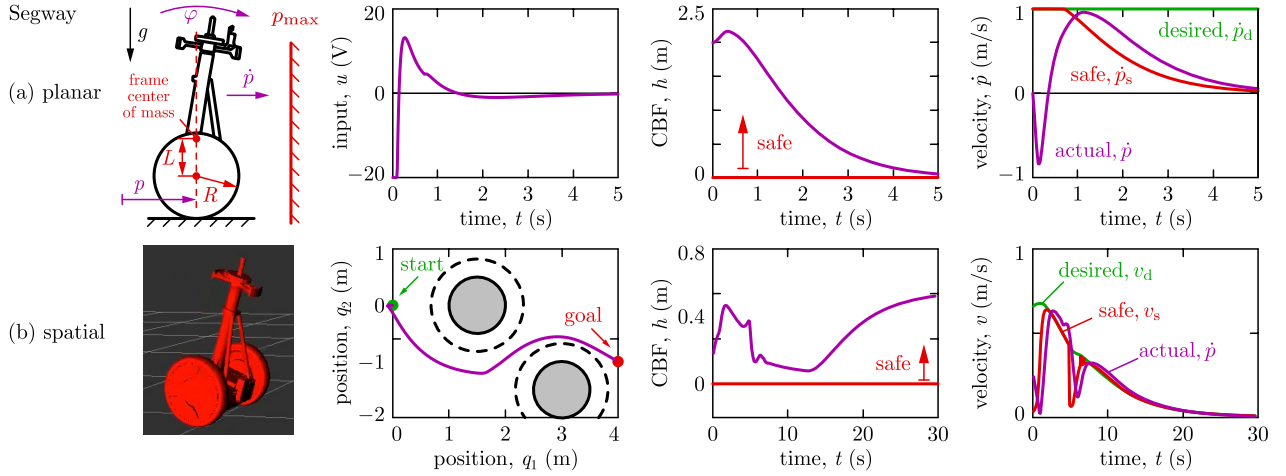 Segway
(a) planar
g
φ
p_max
ṗ
frame
center
of mass
L
R
p
20
10
0
−10
−20
input, u (V)
0 1 2 3 4 5
time, t (s)
2.5
0
CBF, h (m)
safe
0 1 2 3 4 5
time, t (s)
1
0
−1
velocity, ṗ (m/s)
desired, ṗ_d
safe, ṗ_s
actual, ṗ
0 1 2 3 4 5
time, t (s)
(b) spatial
1
0
−1
−2
position, q_2 (m)
start
goal
0 1 2 3 4
position, q_1 (m)
0.8
0.4
0
CBF, h (m)
safe
0 10 20 30
time, t (s)
1
0
velocity, v (m/s)
desired, v_d
safe, v_s
actual, ṗ
0 10 20 30
time, t (s)